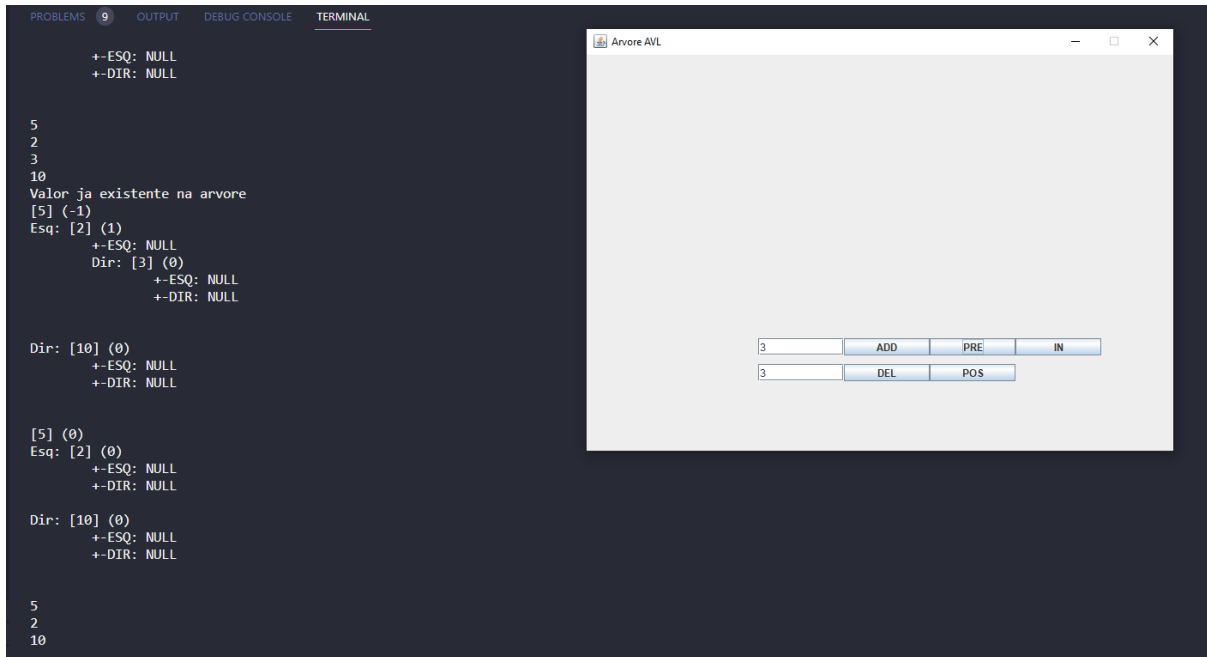 PROBLEMS 9 OUTPUT DEBUG CONSOLE TERMINAL
+-ESQ: NULL
+-DIR: NULL
5
2
3
10
Valor ja existente na arvore
[5] (-1)
Esq: [2] (1)
+-ESQ: NULL
Dir: [3] (0)
+-ESQ: NULL
+-DIR: NULL
Dir: [10] (0)
+-ESQ: NULL
+-DIR: NULL
[5] (0)
Esq: [2] (0)
+-ESQ: NULL
+-DIR: NULL
Dir: [10] (0)
+-ESQ: NULL
+-DIR: NULL
5
2
10
Arvore AVL
3 ADD PRE IN
3 DEL POS